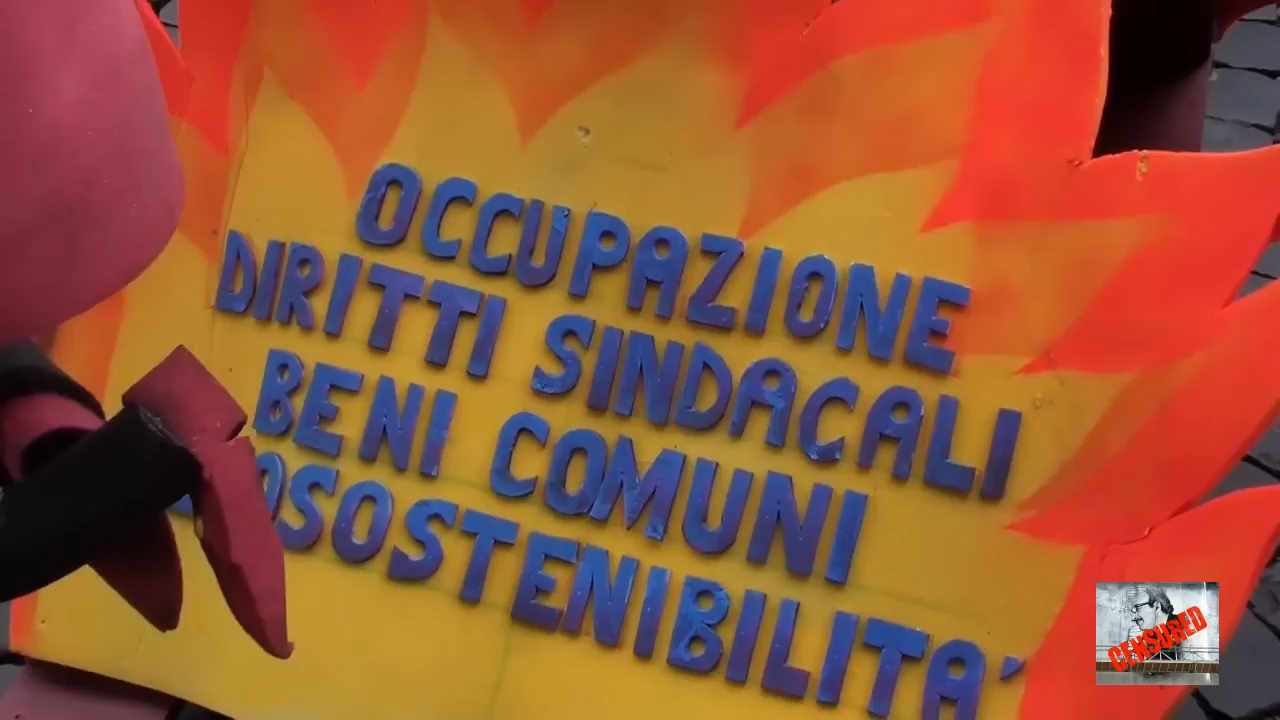 OCCUPAZIONE
DIRITTI SINDACALI
BENI COMUNI
OSOSTENIBILITA'
CENSURED